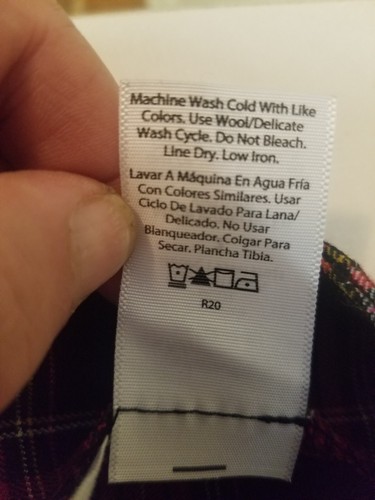 Machine Wash Cold With Like
Colors. Use Wool/Delicate
Wash Cycle. Do Not Bleach.
Line Dry. Low Iron.
Lavar A Máquina En Agua Fría
Con Colores Similares. Usar
Ciclo De Lavado Para Lana/
Delicado. No Usar
Blanqueador. Colgar Para
Secar. Plancha Tibia.
R20